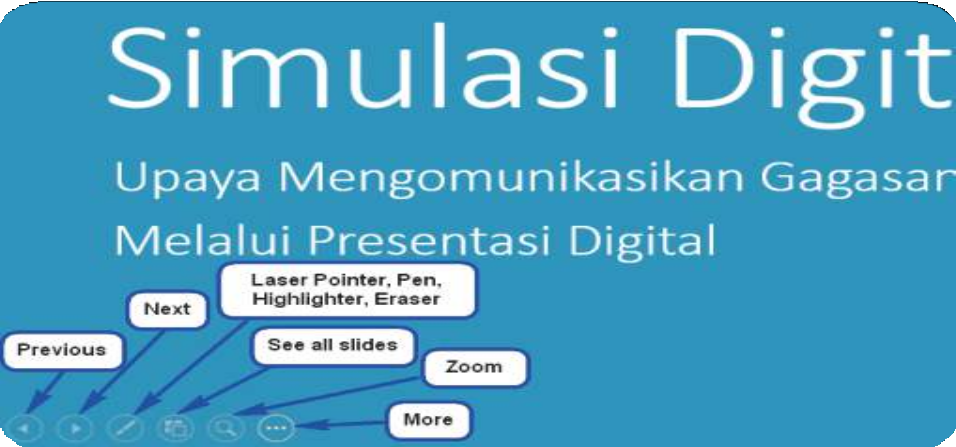 Simulasi Digit
Upaya Mengomunikasikan Gagasan
Melalui Presentasi Digital
Laser Pointer, Pen,
Highlighter, Eraser
Next
See all slides
Previous
Zoom
More